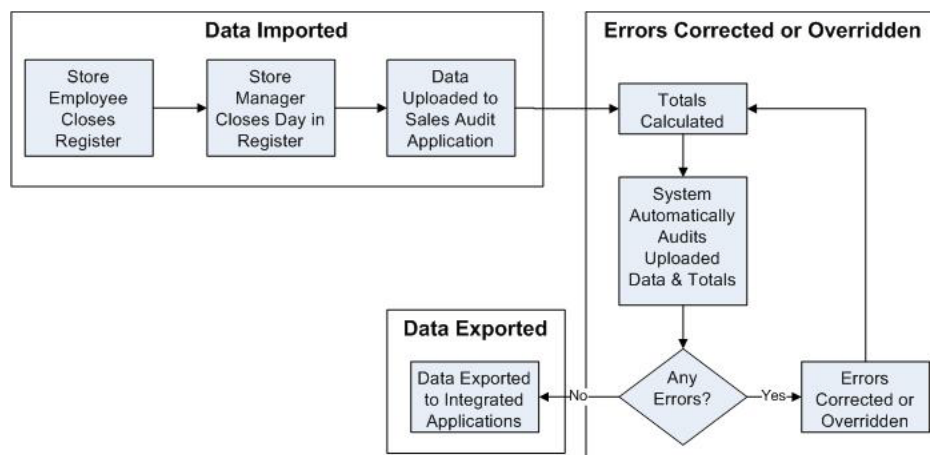 Data Imported
Store
Employee
Closes
Register
Store
Manager
Closes Day in
Register
Data
Uploaded to
Sales Audit
Application
Errors Corrected or Overridden
Totals
Calculated
System
Automatically
Audits
Uploaded
Data & Totals
Any
Errors?
Yes
Errors
Corrected or
Overridden
No
Data Exported
Data Exported
to Integrated
Applications